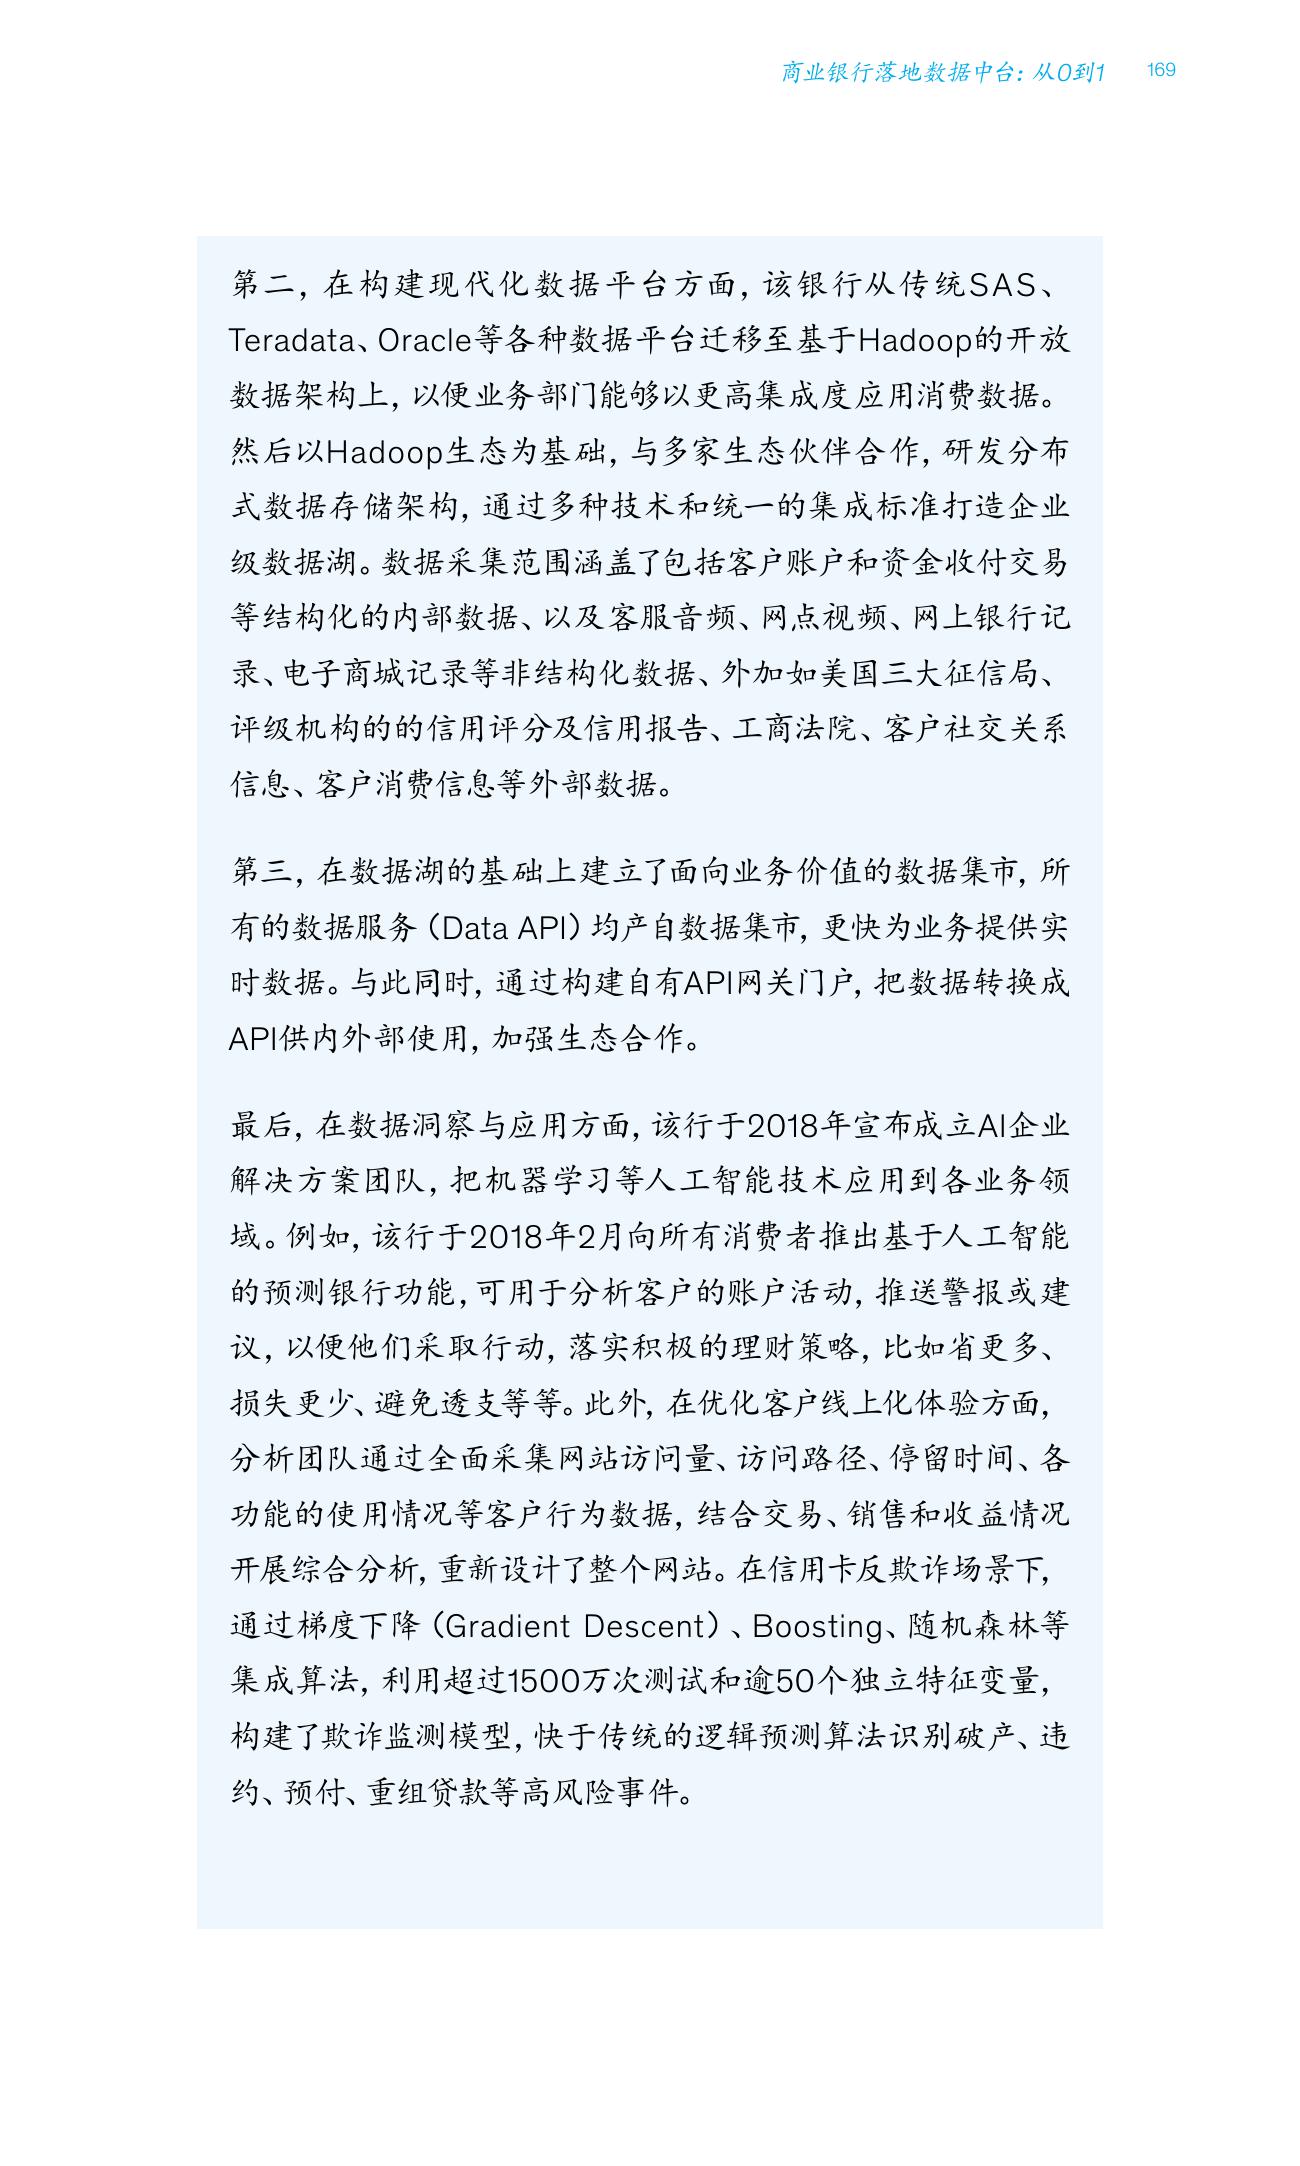 商业银行落地数据中台：从0到1 169
第二，在构建现代化数据平台方面，该银行从传统SAS、
Teradata、Oracle等各种数据平台迁移至基于Hadoop的开放
数据架构上，以便业务部门能够以更高集成度应用消费数据。
然后以Hadoop生态为基础，与多家生态伙伴合作，研发分布
式数据存储架构，通过多种技术和统一的集成标准打造企业
级数据湖。数据采集范围涵盖了包括客户账户和资金收付交易
等结构化的内部数据、以及客服音频、网点视频、网上银行记
录、电子商城记录等非结构化数据、外加如美国三大征信局、
评级机构的的信用评分及信用报告、工商法院、客户社交关系
信息、客户消费信息等外部数据。
第三，在数据湖的基础上建立了面向业务价值的数据集市，所
有的数据服务（Data API）均产自数据集市，更快为业务提供实
时数据。与此同时，通过构建自有API网关门户，把数据转换成
API供内外部使用，加强生态合作。
最后，在数据洞察与应用方面，该行于2018年宣布成立AI企业
解决方案团队，把机器学习等人工智能技术应用到各业务领
域。例如，该行于2018年2月向所有消费者推出基于人工智能
的预测银行功能，可用于分析客户的账户活动，推送警报或建
议，以便他们采取行动，落实积极的理财策略，比如省更多、
损失更少、避免透支等等。此外，在优化客户线上化体验方面，
分析团队通过全面采集网站访问量、访问路径、停留时间、各
功能的使用情况等客户行为数据，结合交易、销售和收益情况
开展综合分析，重新设计了整个网站。在信用卡反欺诈场景下，
通过梯度下降（Gradient Descent）、Boosting、随机森林等
集成算法，利用超过1500万次测试和逾50个独立特征变量，
构建了欺诈监测模型，快于传统的逻辑预测算法识别破产、违
约、预付、重组贷款等高风险事件。